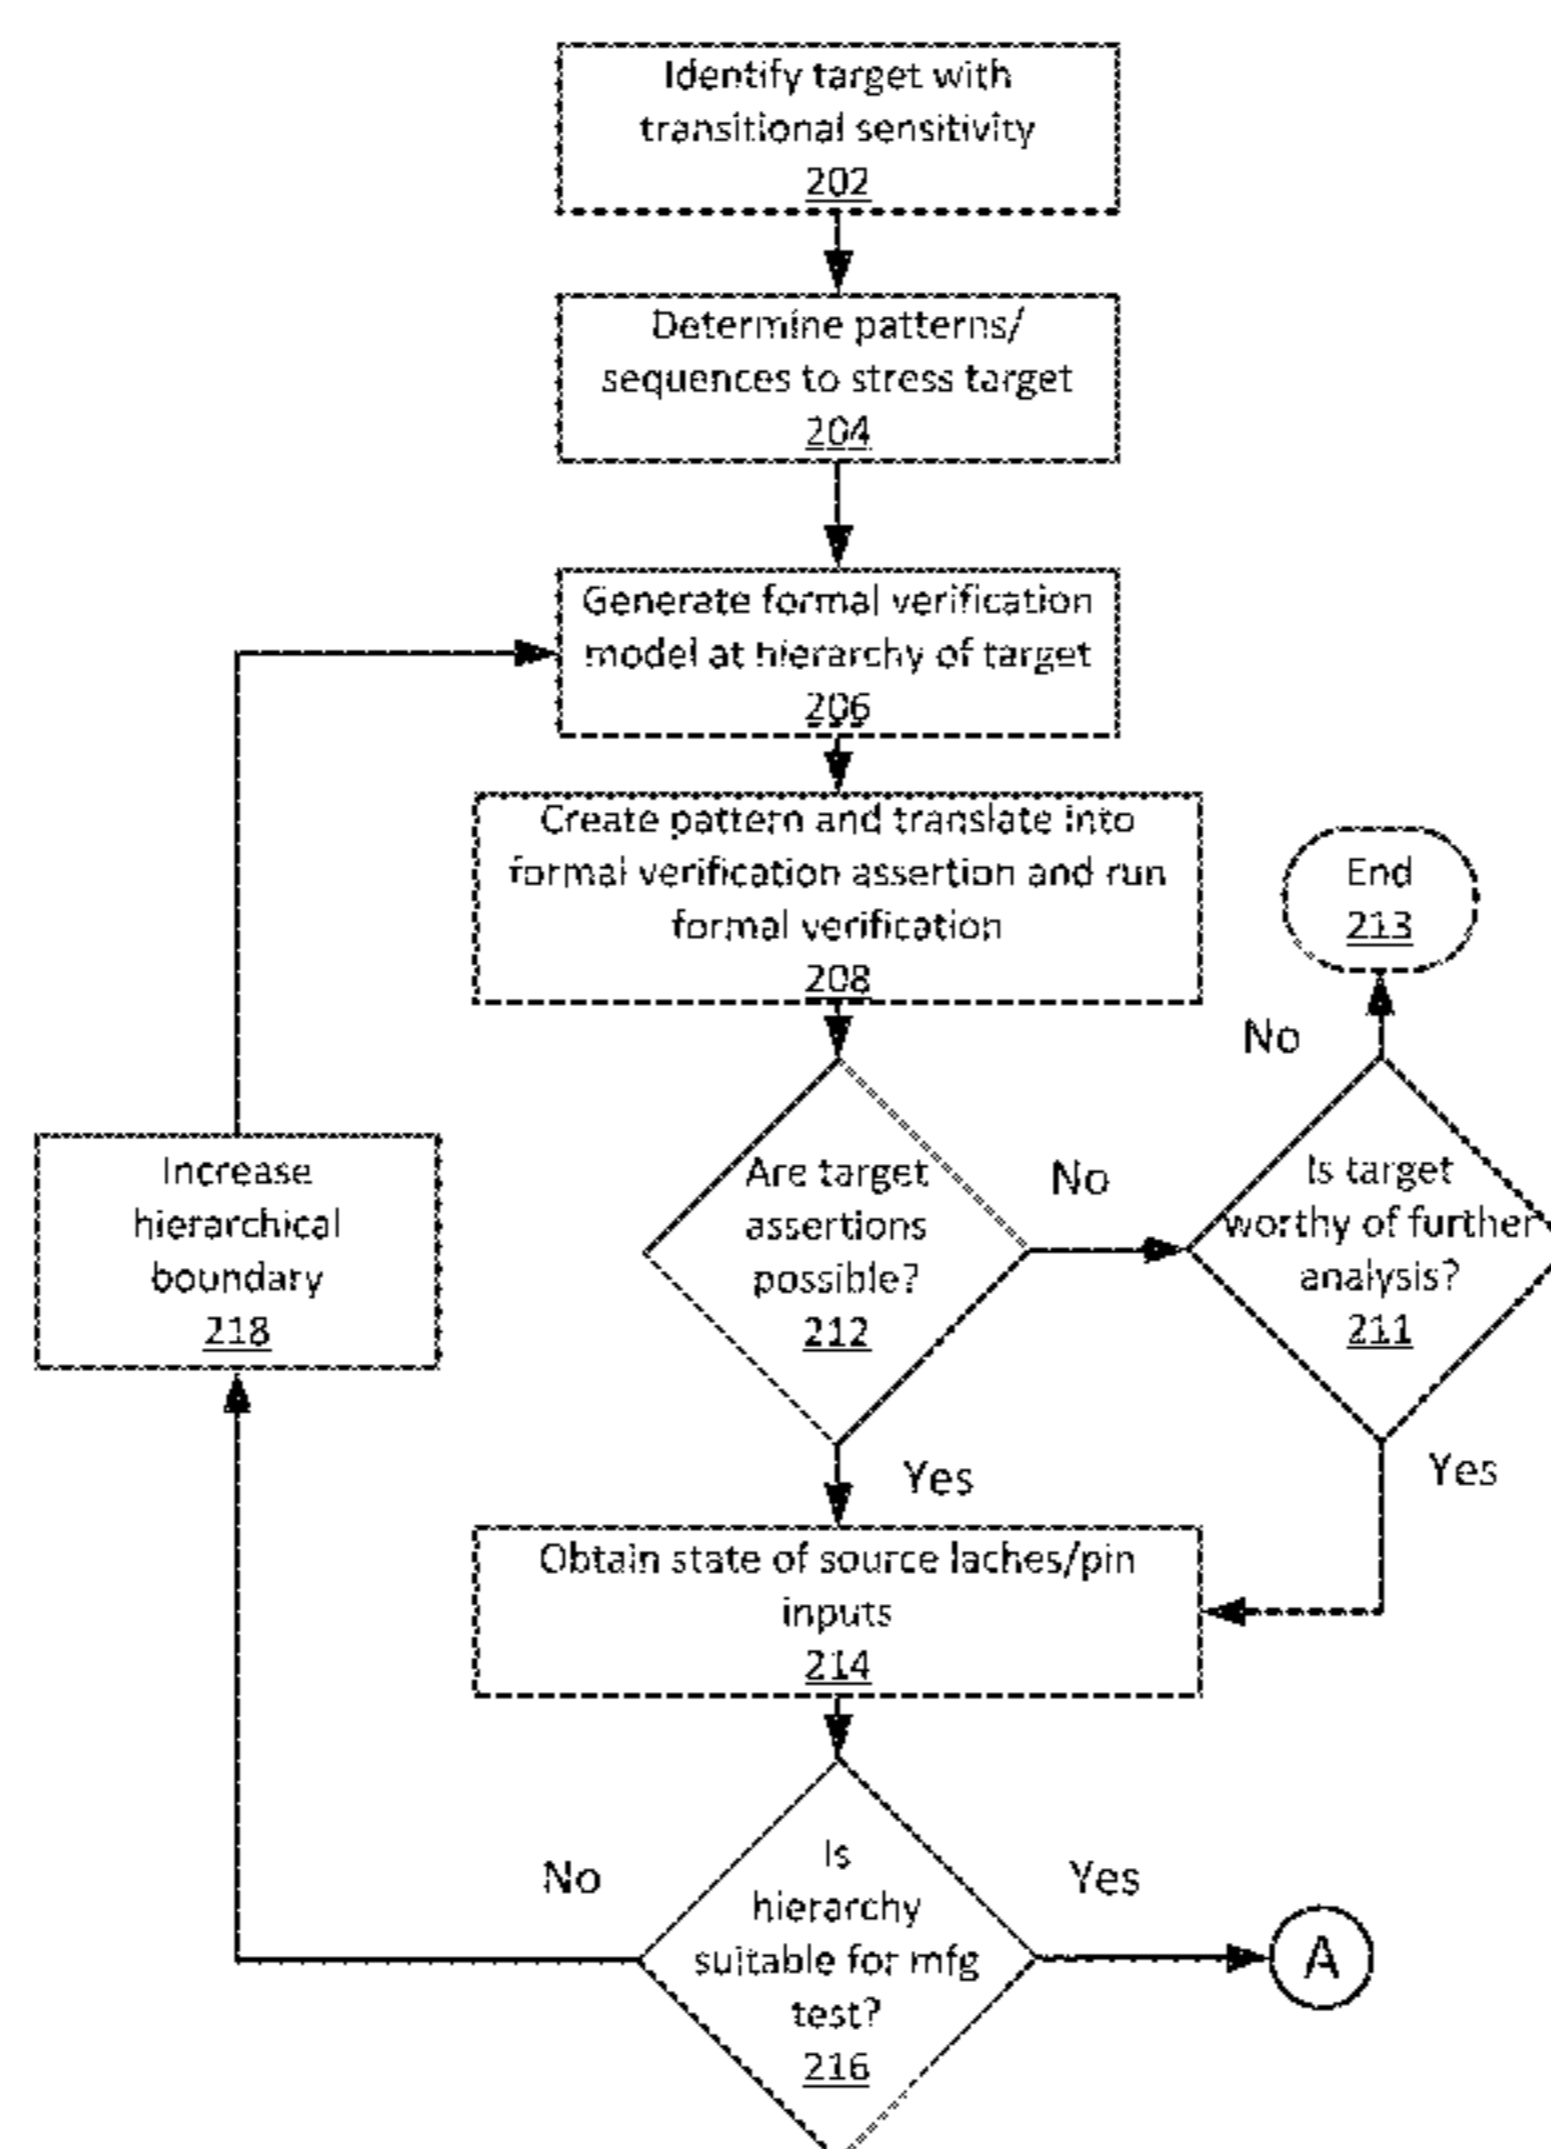 Identify target with
transitional sensitivity
202
Determine patterns/
sequences to stress target
204
Generate formal verification
model at hierarchy of target
206
Create pattern and translate into
formal verification assertion and run
formal verification
208
End
213
No
Are target
assertions
possible?
212
No
Is target
worthy of further
analysis?
211
Increase
hierarchical
boundary
218
Yes
Yes
Obtain state of source laches/pin
inputs
214
Is
hierarchy
suitable for mfg
test?
216
No
Yes
A